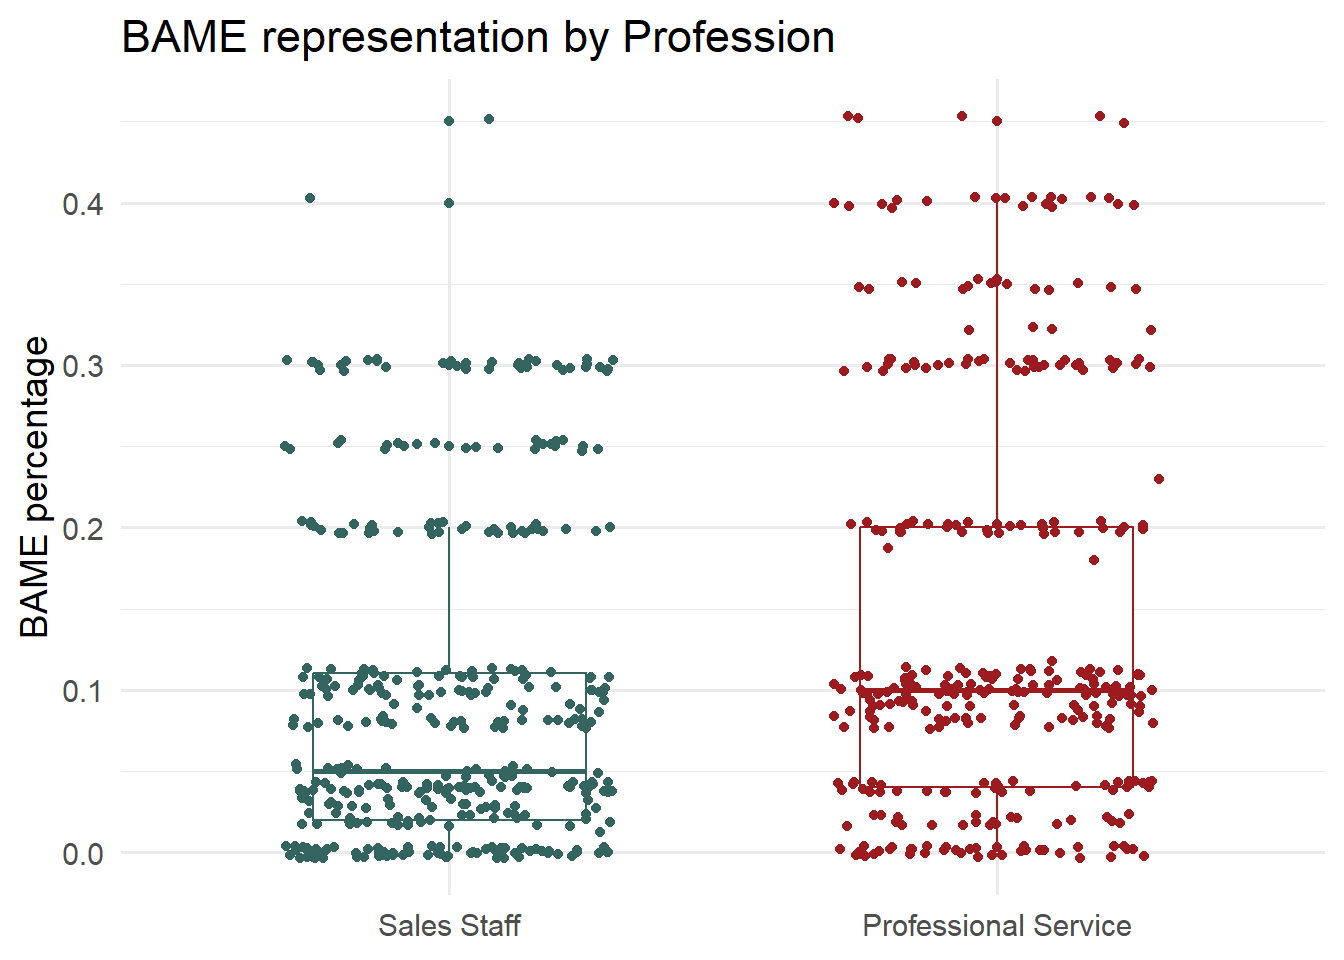 BAME representation by Profession
BAME percentage
0.4
0.3
0.2
0.1
0.0
Sales Staff
Professional Service